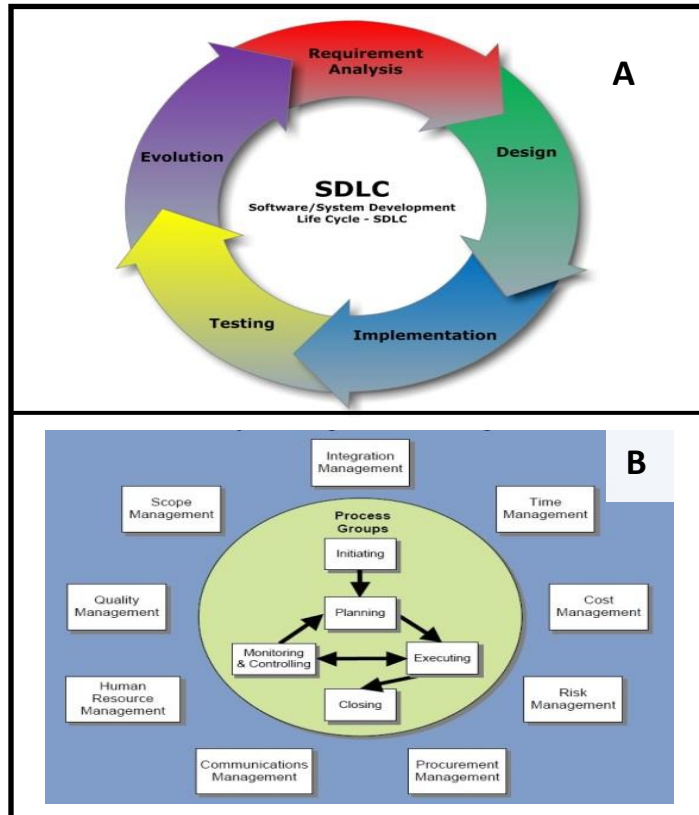 A
Requirement
Analysis
Design
Evolution
SDLC
Software/System Development
Life Cycle - SDLC
Testing
Implementation
B
Integration
Management
Scope
Management
Time
Management
Process
Groups
Initiating
Quality
Management
Planning
Cost
Management
Monitoring
& Controlling
Executing
Human
Resource
Management
Closing
Risk
Management
Communications
Management
Procurement
Management